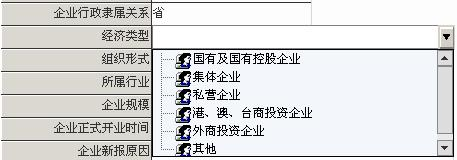 企业行政隶属关系 省
经济类型
组织形式 国有及国有控股企业
所属行业 集体企业
私营企业
企业规模 港、澳、台商投资企业
企业正式开业时间 外商投资企业
企业新报原因 其他